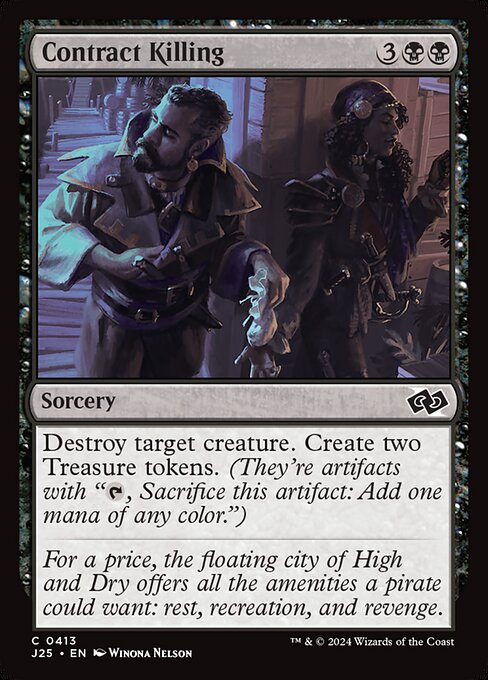 Contract Killing 3
Sorcery
Destroy target creature. Create two
Treasure tokens. (They’re artifacts
with “, Sacrifice this artifact: Add one
mana of any color.”)
For a price, the floating city of High
and Dry offers all the amenities a pirate
could want: rest, recreation, and revenge.
C 0413
J25 • EN Winona Nelson
™ & © 2024 Wizards of the Coast